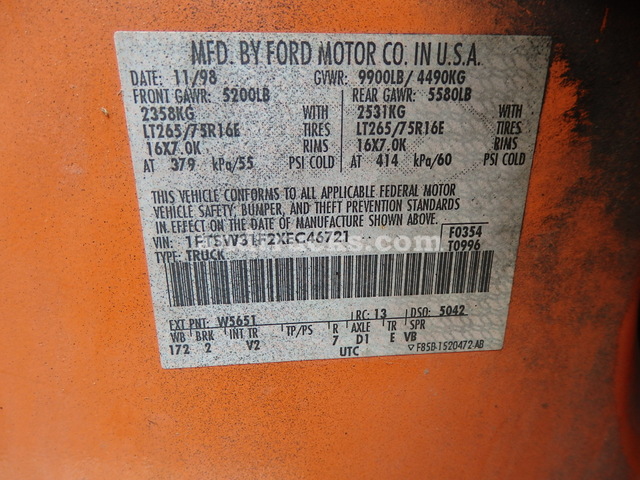 MFD. BY FORD MOTOR CO. IN U.S.A.
DATE: 11/98 GVWR: 9900LB/ 4490KG
FRONT GAWR: 5200LB REAR GAWR: 5580LB
2358KG WITH 2531KG WITH
LT265/75R16E TIRES LT265/75R16E TIRES
16X7.0K RIMS 16X7.0K RIMS
AT 379 kPa/55 PSI COLD AT 414 kPa/60 PSI COLD
THIS VEHICLE CONFORMS TO ALL APPLICABLE FEDERAL MOTOR
VEHICLE SAFETY, BUMPER, AND THEFT PREVENTION STANDARDS
IN EFFECT ON THE DATE OF MANUFACTURE SHOWN ABOVE.
VIN: F0354
TYPE: TRUCK T0996
EXT PNT: W5651 RC: 13 DSO: 5042
WB BRK INT TR TP/PS R AXLE TR SPR
172 2 V2 7 D1 E VB
UTC F85B-1520472-AB